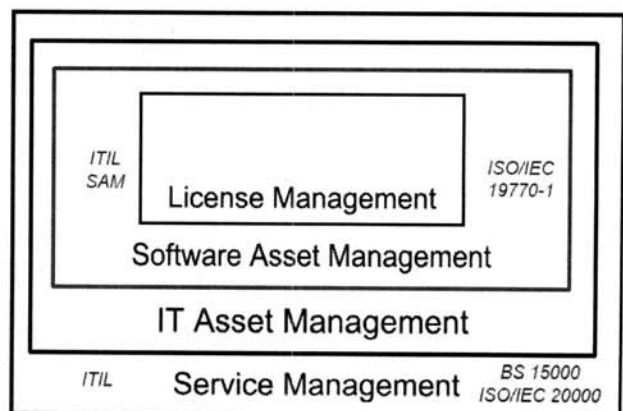 ITIL
SAM
ISO/IEC
19770-1
License Management
Software Asset Management
IT Asset Management
ITIL
Service Management
BS 15000
ISO/IEC 20000